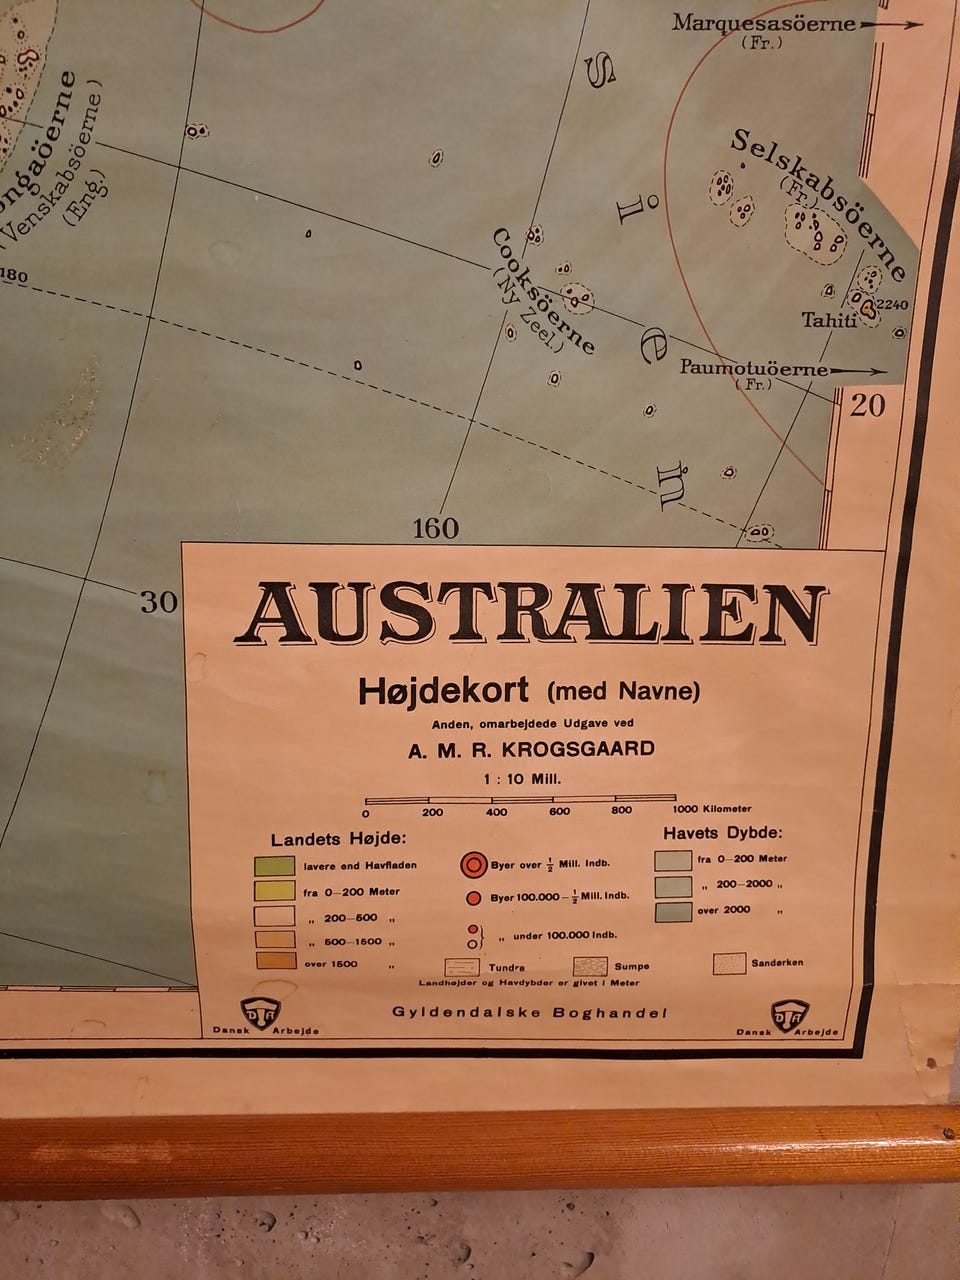 Marquesasöerne
(Fr.)
S
Selskabsöerne
(Fr.)
ongaöerne
(Venskabsöerne)
(Eng.)
i
Cooksöerne
(Ny Zeel.)
180
2240
Tahiti
e
Paumotuöerne
(Fr.)
20
n
160
30
AUSTRALIEN
Højdekort (med Navne)
Anden, omarbejdede Udgave ved
A. M. R. KROGSGAARD
1 : 10 Mill.
0 200 400 600 800 1000 Kilometer
Landets Højde:
lavere end Havfladen
fra 0—200 Meter
„ 200—500 „
„ 500—1500 „
over 1500 „
Byer over ½ Mill. Indb.
Byer 100.000—½ Mill. Indb.
„ under 100.000 Indb.
Havets Dybde:
fra 0—200 Meter
„ 200—2000 „
over 2000 „
Tundra
Sump
Sandørken
Landhøjder og Havdybder er givet i Meter
Gyldendalske Boghandel
DA
Dansk Arbejde
DA
Dansk Arbejde